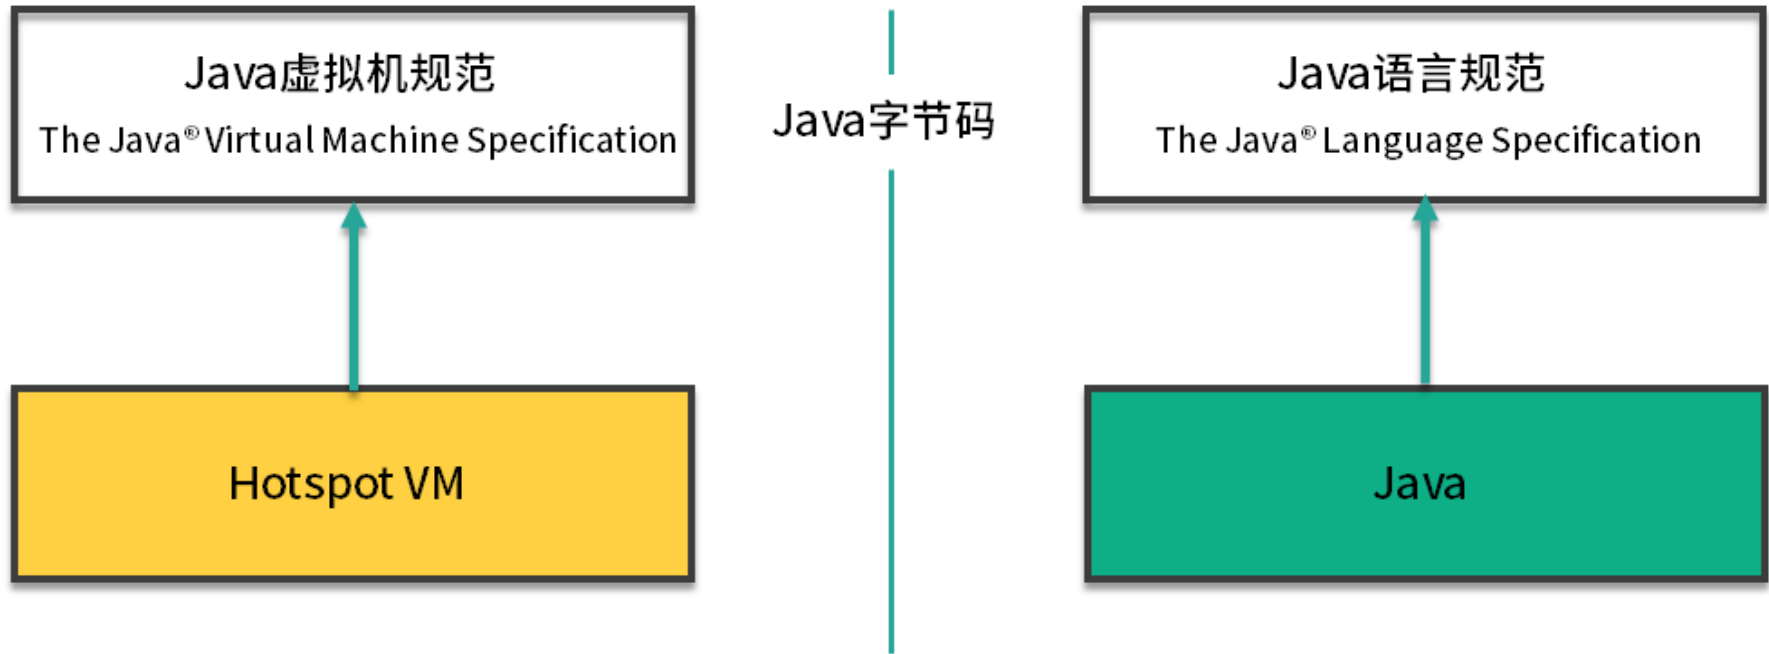 Java虚拟机规范
The Java® Virtual Machine Specification
Java字节码
Java语言规范
The Java® Language Specification
Hotspot VM
Java